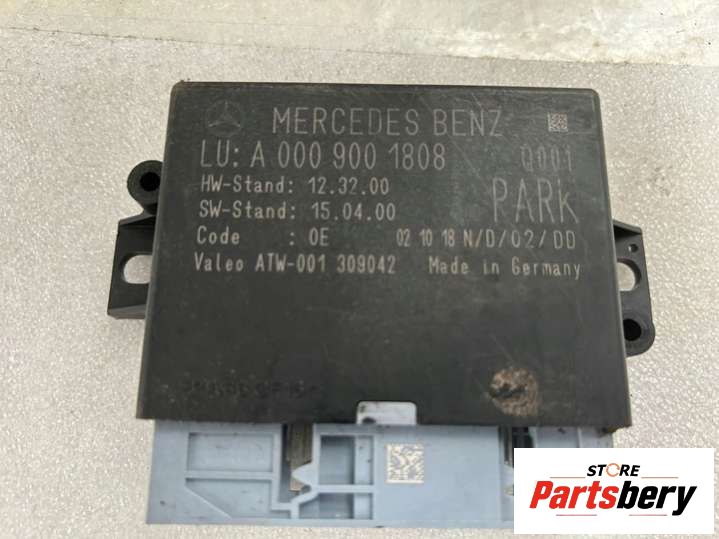 MERCEDES BENZ
LU: A 000 900 1808 Q001
HW-Stand: 12.32.00
SW-Stand: 15.04.00 PARK
Code : 0E 02 10 18 N/D/02/DD
Valeo ATW-001 309042 Made in Germany
STORE
Partsbery